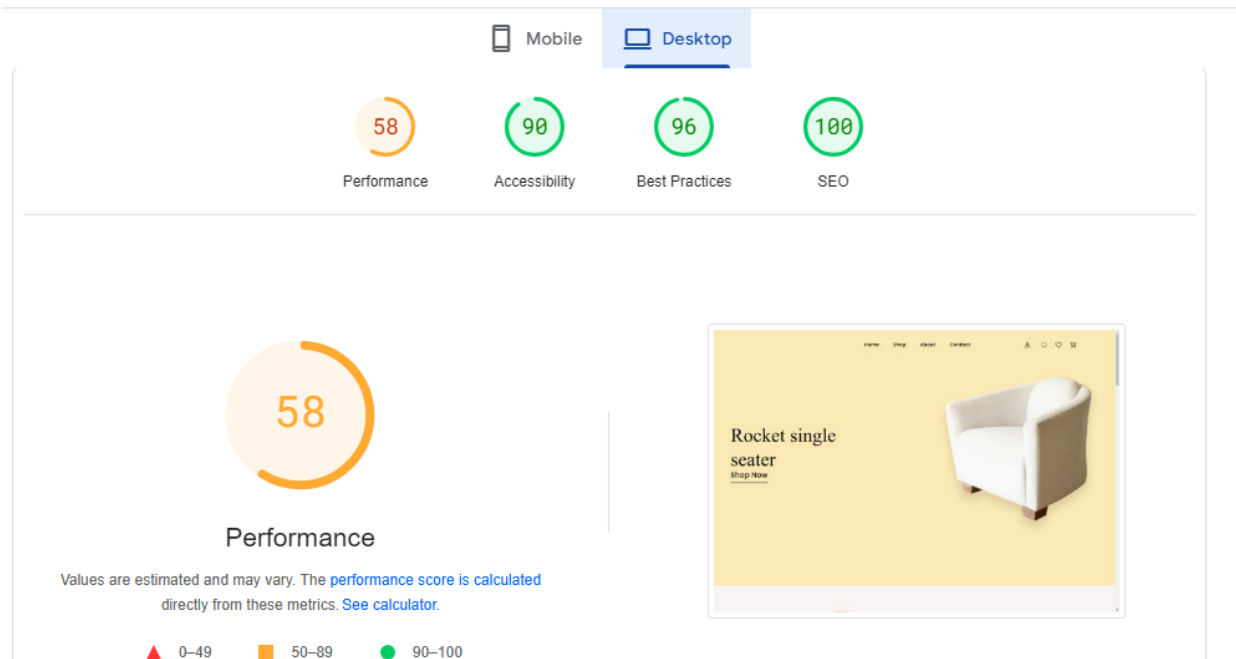 Mobile
Desktop
58
90
96
100
Performance
Accessibility
Best Practices
SEO
58
Performance
Values are estimated and may vary. The performance score is calculated
directly from these metrics. See calculator.
0–49
50–89
90–100
Home Shop About Contact
Rocket single
seater
Shop Now